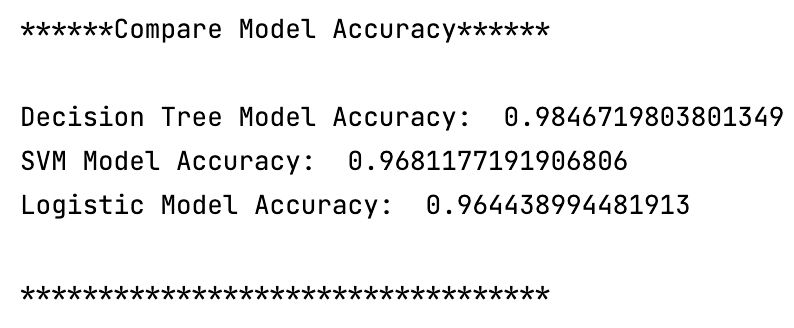 ******Compare Model Accuracy******
Decision Tree Model Accuracy:  0.9846719803801349
SVM Model Accuracy:  0.9681177191906806
Logistic Model Accuracy:  0.964438994481913
**********************************